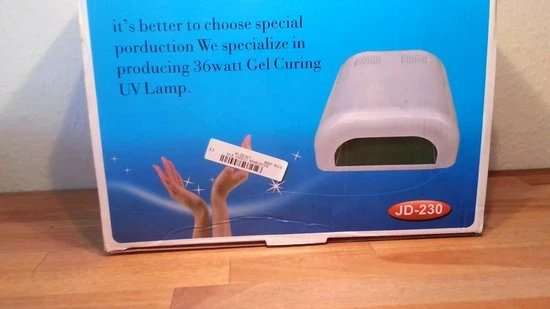 it's better to choose special
porduction We specialize in
producing 36watt Gel Curing
UV Lamp.
JD-230